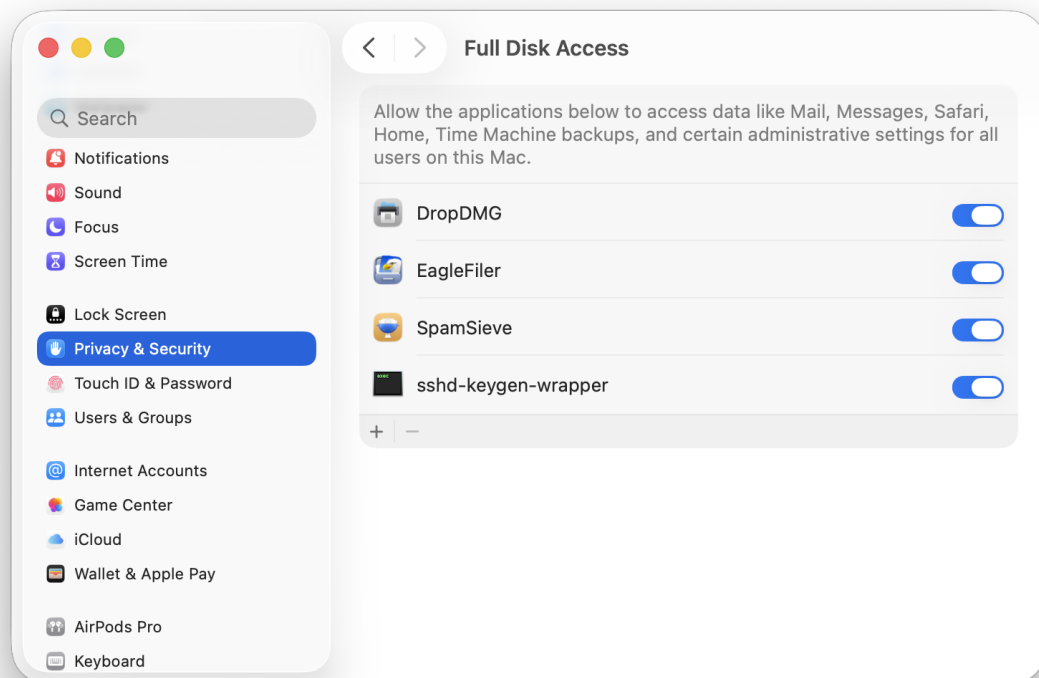 Search
Notifications
Sound
Focus
Screen Time
Lock Screen
Privacy & Security
Touch ID & Password
Users & Groups
Internet Accounts
Game Center
iCloud
Wallet & Apple Pay
AirPods Pro
Keyboard
Full Disk Access
Allow the applications below to access data like Mail, Messages, Safari,
Home, Time Machine backups, and certain administrative settings for all
users on this Mac.
DropDMG
EagleFiler
SpamSieve
exec
sshd-keygen-wrapper